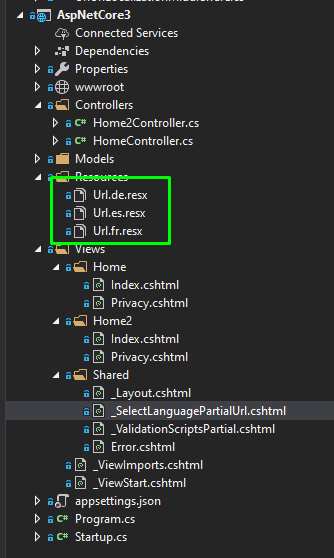 AspNetCore3
Connected Services
Dependencies
Properties
wwwroot
Controllers
C# Home2Controller.cs
C# HomeController.cs
Models
Resources
Url.de.resx
Url.es.resx
Url.fr.resx
Views
Home
Index.cshtml
Privacy.cshtml
Home2
Index.cshtml
Privacy.cshtml
Shared
_Layout.cshtml
_SelectLanguagePartialUrl.cshtml
_ValidationScriptsPartial.cshtml
Error.cshtml
_ViewImports.cshtml
_ViewStart.cshtml
appsettings.json
C# Program.cs
C# Startup.cs